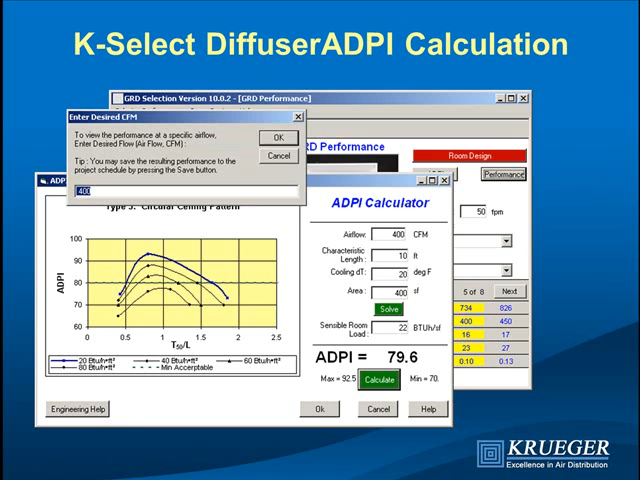 K-Select DiffuserADPI Calculation
GRD Selection Version 10.0.2 - [GRD Performance]
Enter Desired CFM
To view the performance at a specific airflow,
Enter Desired Flow (Air Flow, CFM) :
Tip : You may save the resulting performance to the
project schedule by pressing the Save button.
OK
Cancel
400
RD Performance
Room Design
Performance
50 fpm
5 of 8 Next
734 826
400 450
16 17
23 27
0.10 0.13
ADP
Type 3: Circular Ceiling Pattern
ADPI
100
90
80
70
60
0 0.5 1 1.5 2 2.5
T50/L
20 Btu/h•ft² 40 Btu/h•ft² 60 Btu/h•ft²
80 Btu/h•ft² Min Accerptable
ADPI Calculator
Airflow: 400 CFM
Characteristic
Length : 10 ft
Cooling dT: 20 deg F
Area : 400 sf
Solve
Sensible Room
Load : 22 BTUh/sf
ADPI = 79.6
Max = 92.5 Calculate Min = 70.
Engineering Help Ok Cancel Help
KRUEGER
Excellence in Air Distribution